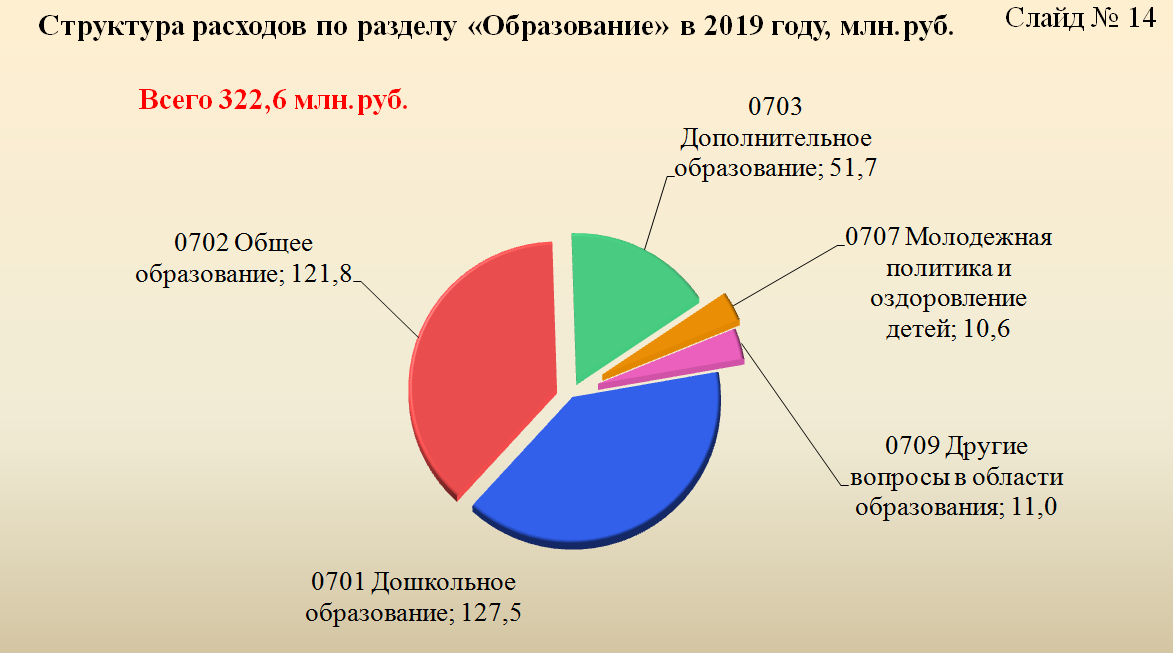 Структура расходов по разделу «Образование» в 2019 году, млн.руб.
Слайд № 14
Всего 322,6 млн.руб.
0703
Дополнительное
образование; 51,7
0702 Общее
образование; 121,8
0707 Молодежная
политика и
оздоровление
детей; 10,6
0709 Другие
вопросы в области
образования; 11,0
0701 Дошкольное
образование; 127,5